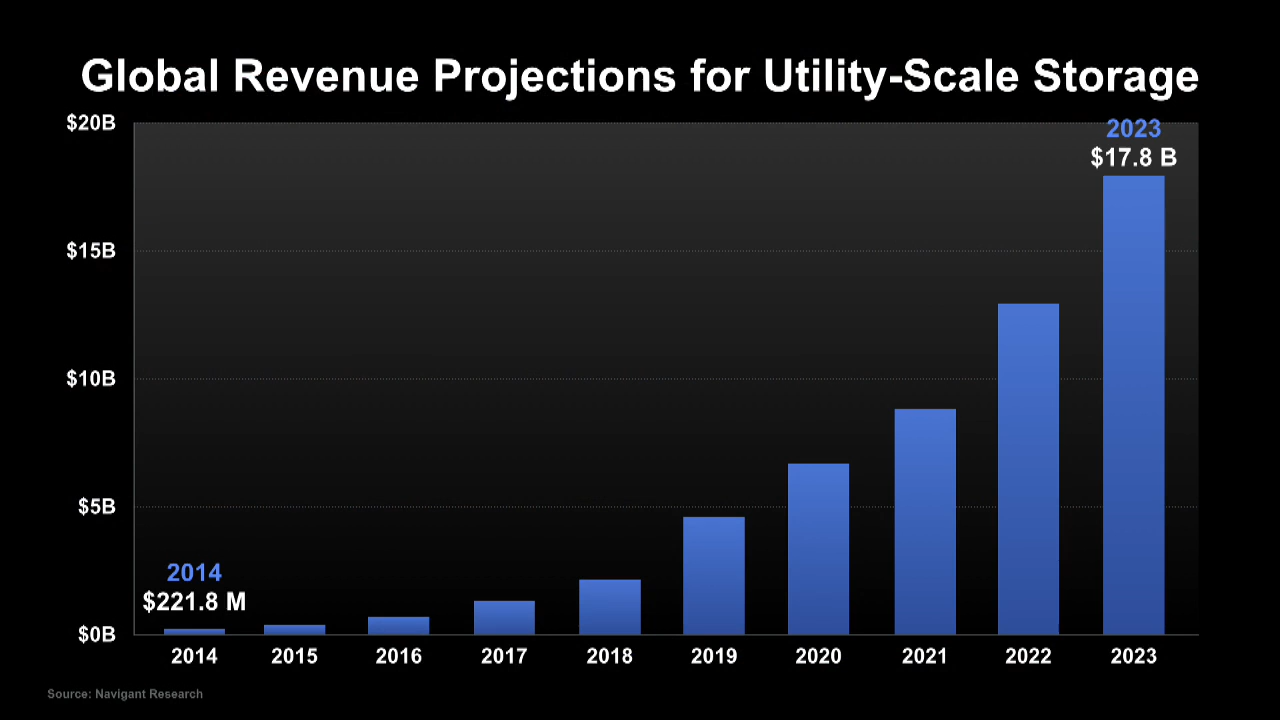 Global Revenue Projections for Utility-Scale Storage
$20B
$15B
$10B
$5B
$0B
2023
$17.8 B
2014
$221.8 M
2014 2015 2016 2017 2018 2019 2020 2021 2022 2023
Source: Navigant Research